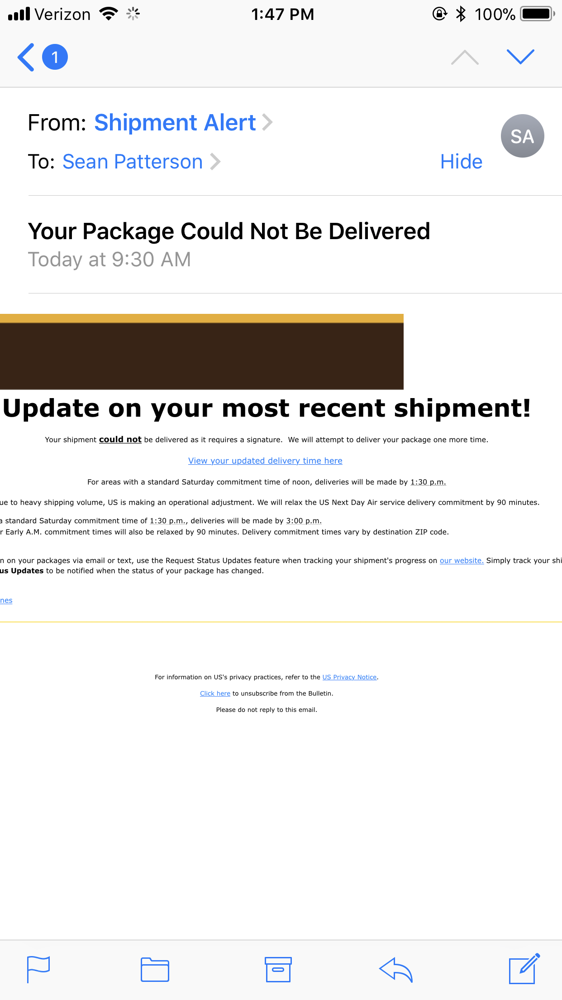 Verizon 1:47 PM 100%
1
From: Shipment Alert
SA
To: Sean Patterson Hide
Your Package Could Not Be Delivered
Today at 9:30 AM
Update on your most recent shipment!
Your shipment could not be delivered as it requires a signature. We will attempt to deliver your package one more time.
View your updated delivery time here
For areas with a standard Saturday commitment time of noon, deliveries will be made by 1:30 p.m.
ue to heavy shipping volume, US is making an operational adjustment. We will relax the US Next Day Air service delivery commitment by 90 minutes.
a standard Saturday commitment time of 1:30 p.m., deliveries will be made by 3:00 p.m.
r Early A.M. commitment times will also be relaxed by 90 minutes. Delivery commitment times vary by destination ZIP code.
n on your packages via email or text, use the Request Status Updates feature when tracking your shipment's progress on our website. Simply track your shi
us Updates to be notified when the status of your package has changed.
nes
For information on US's privacy practices, refer to the US Privacy Notice.
Click here to unsubscribe from the Bulletin.
Please do not reply to this email.